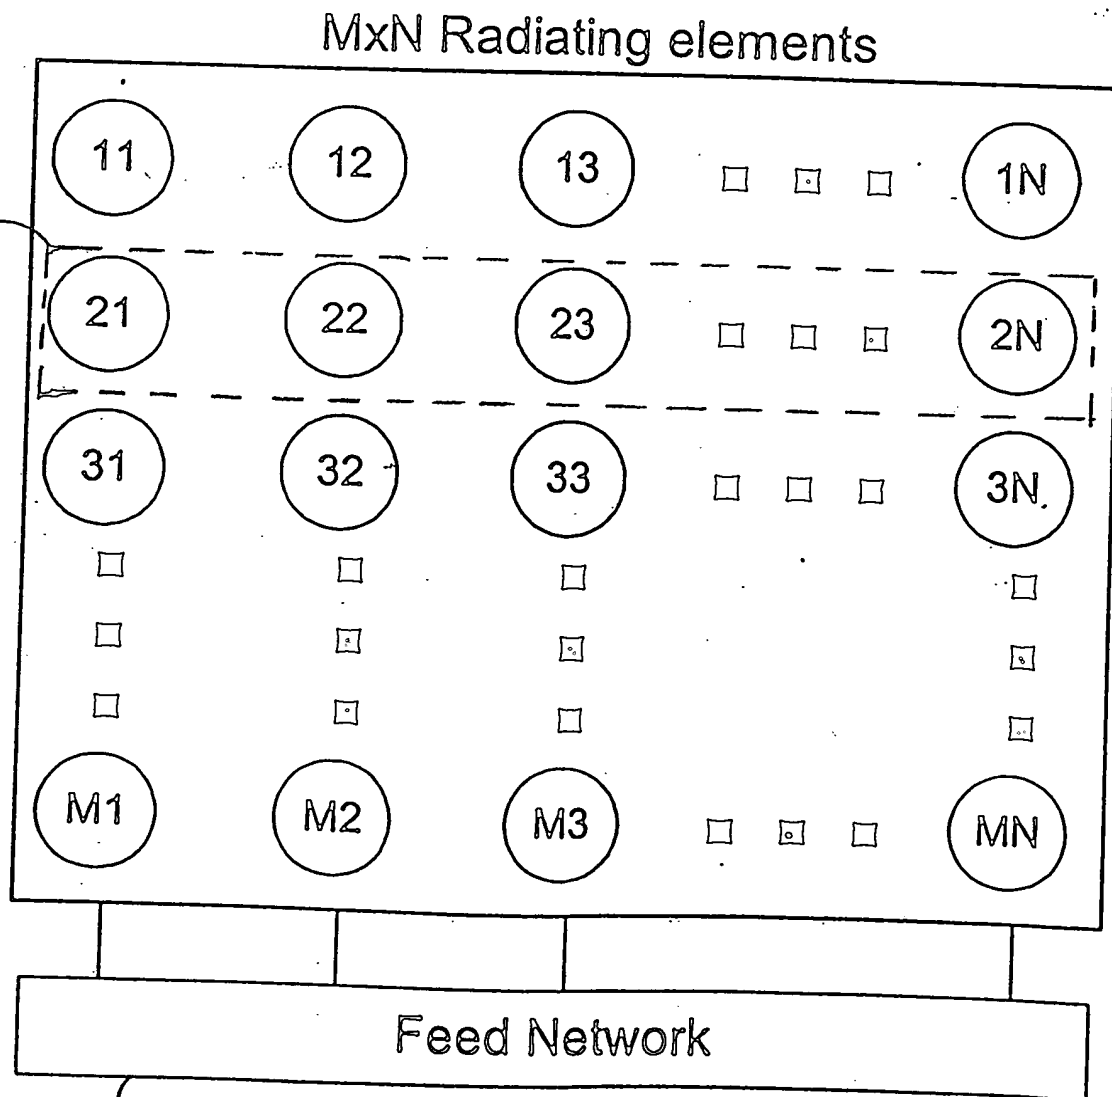 MxN Radiating elements
11 12 13 1N
21 22 23 2N
31 32 33 3N
M1 M2 M3 MN
Feed Network